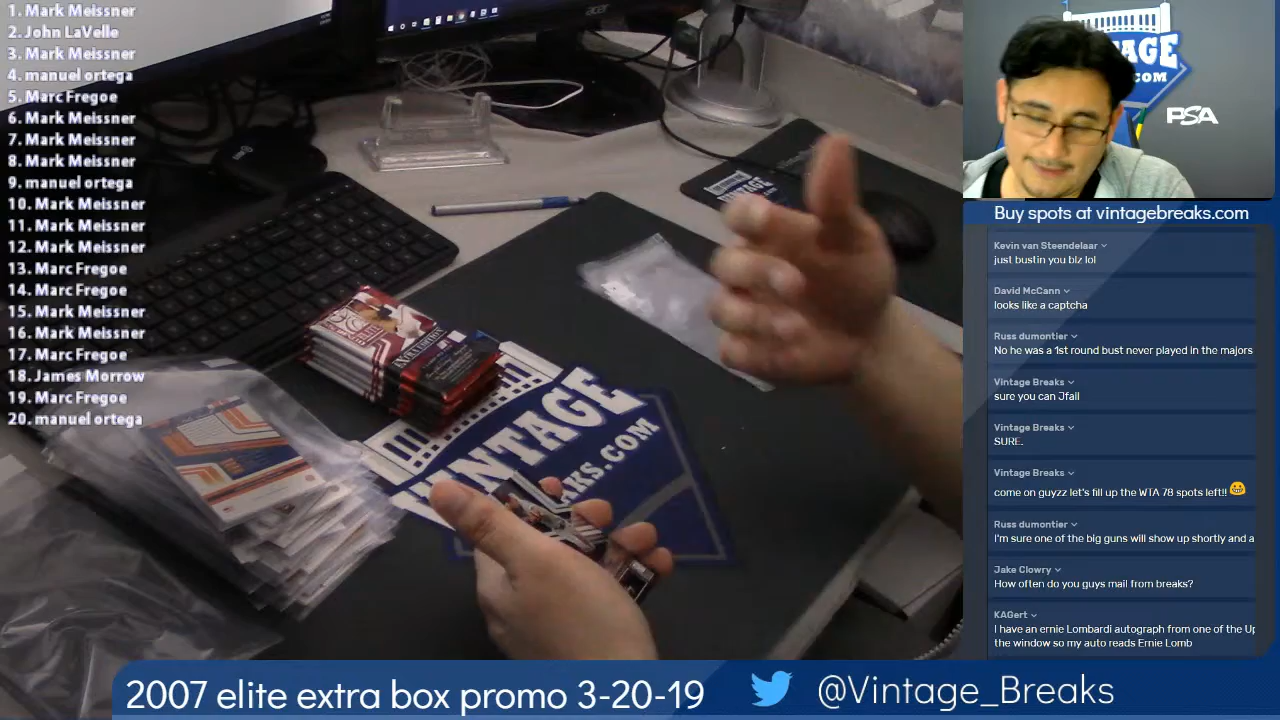 1. Mark Meissner
2. John LaVelle
3. Mark Meissner
4. manuel ortega
5. Marc Fregoe
6. Mark Meissner
7. Mark Meissner
8. Mark Meissner
9. manuel ortega
10. Mark Meissner
11. Mark Meissner
12. Mark Meissner
13. Marc Fregoe
14. Marc Fregoe
15. Mark Meissner
16. Mark Meissner
17. Marc Fregoe
18. James Morrow
19. Marc Fregoe
20. manuel ortega
acer
VINTAGE
AKS.COM
PSA
Buy spots at vintagebreaks.com
Kevin van Steendelaar
just bustin you blz lol
David McCann
looks like a captcha
Russ dumontier
No he was a 1st round bust never played in the majors
Vintage Breaks
sure you can Jfall
Vintage Breaks
SURE.
Vintage Breaks
come on guyzz let's fill up the WTA 78 spots left!! 😀
Russ dumontier
I'm sure one of the big guns will show up shortly and a
Jake Clowry
How often do you guys mail from breaks?
KAGert
I have an ernie Lombardi autograph from one of the Up
the window so my auto reads Ernie Lomb
2007 elite extra box promo 3-20-19
@Vintage_Breaks